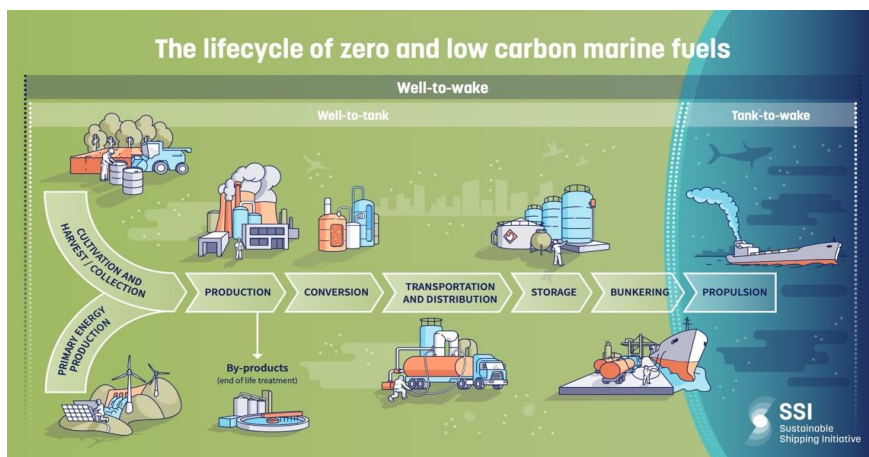 The lifecycle of zero and low carbon marine fuels
Well-to-wake
Well-to-tank
Tank-to-wake
CULTIVATION AND
HARVEST / COLLECTION
PRIMARY ENERGY
PRODUCTION
PRODUCTION
CONVERSION
TRANSPORTATION
AND DISTRIBUTION
STORAGE
BUNKERING
PROPULSION
By-products
(end of life treatment)
SSI
Sustainable
Shipping Initiative